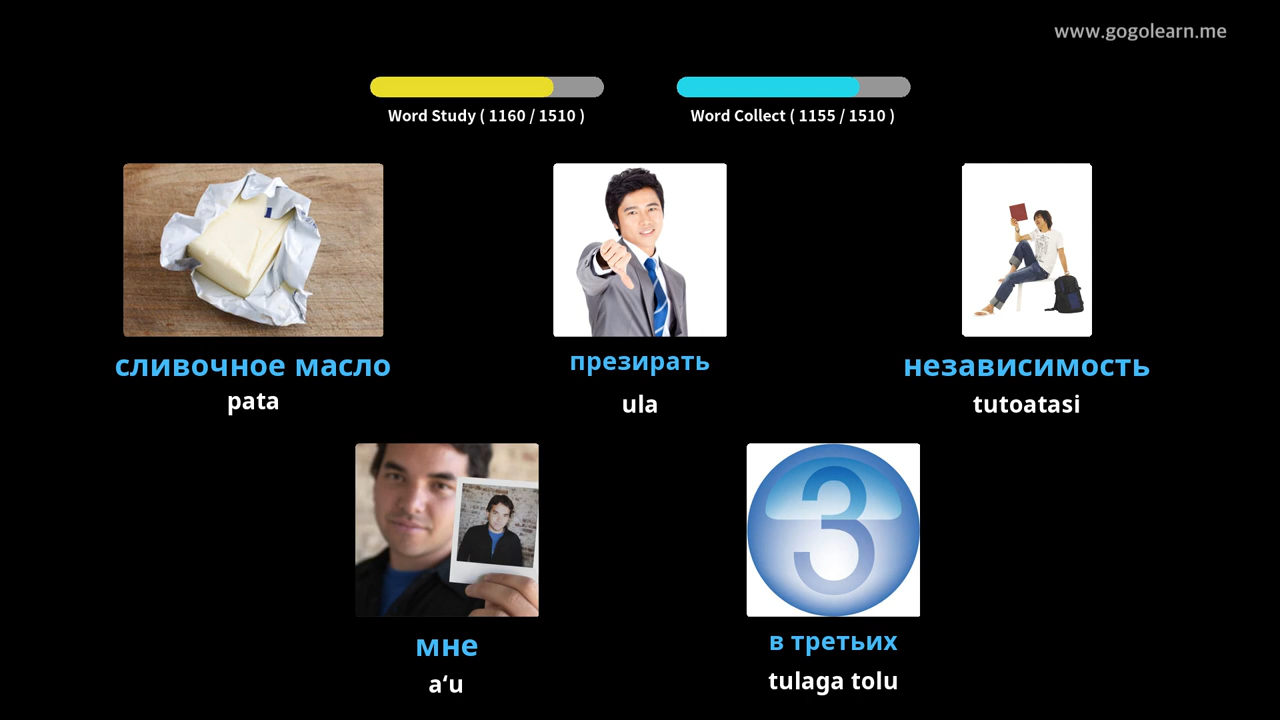 www.gogolearn.me
Word Study ( 1160 / 1510 )
Word Collect ( 1155 / 1510 )
сливочное масло
pata
презирать
ula
независимость
tutoatasi
мне
a‘u
3
в третьих
tulaga tolu